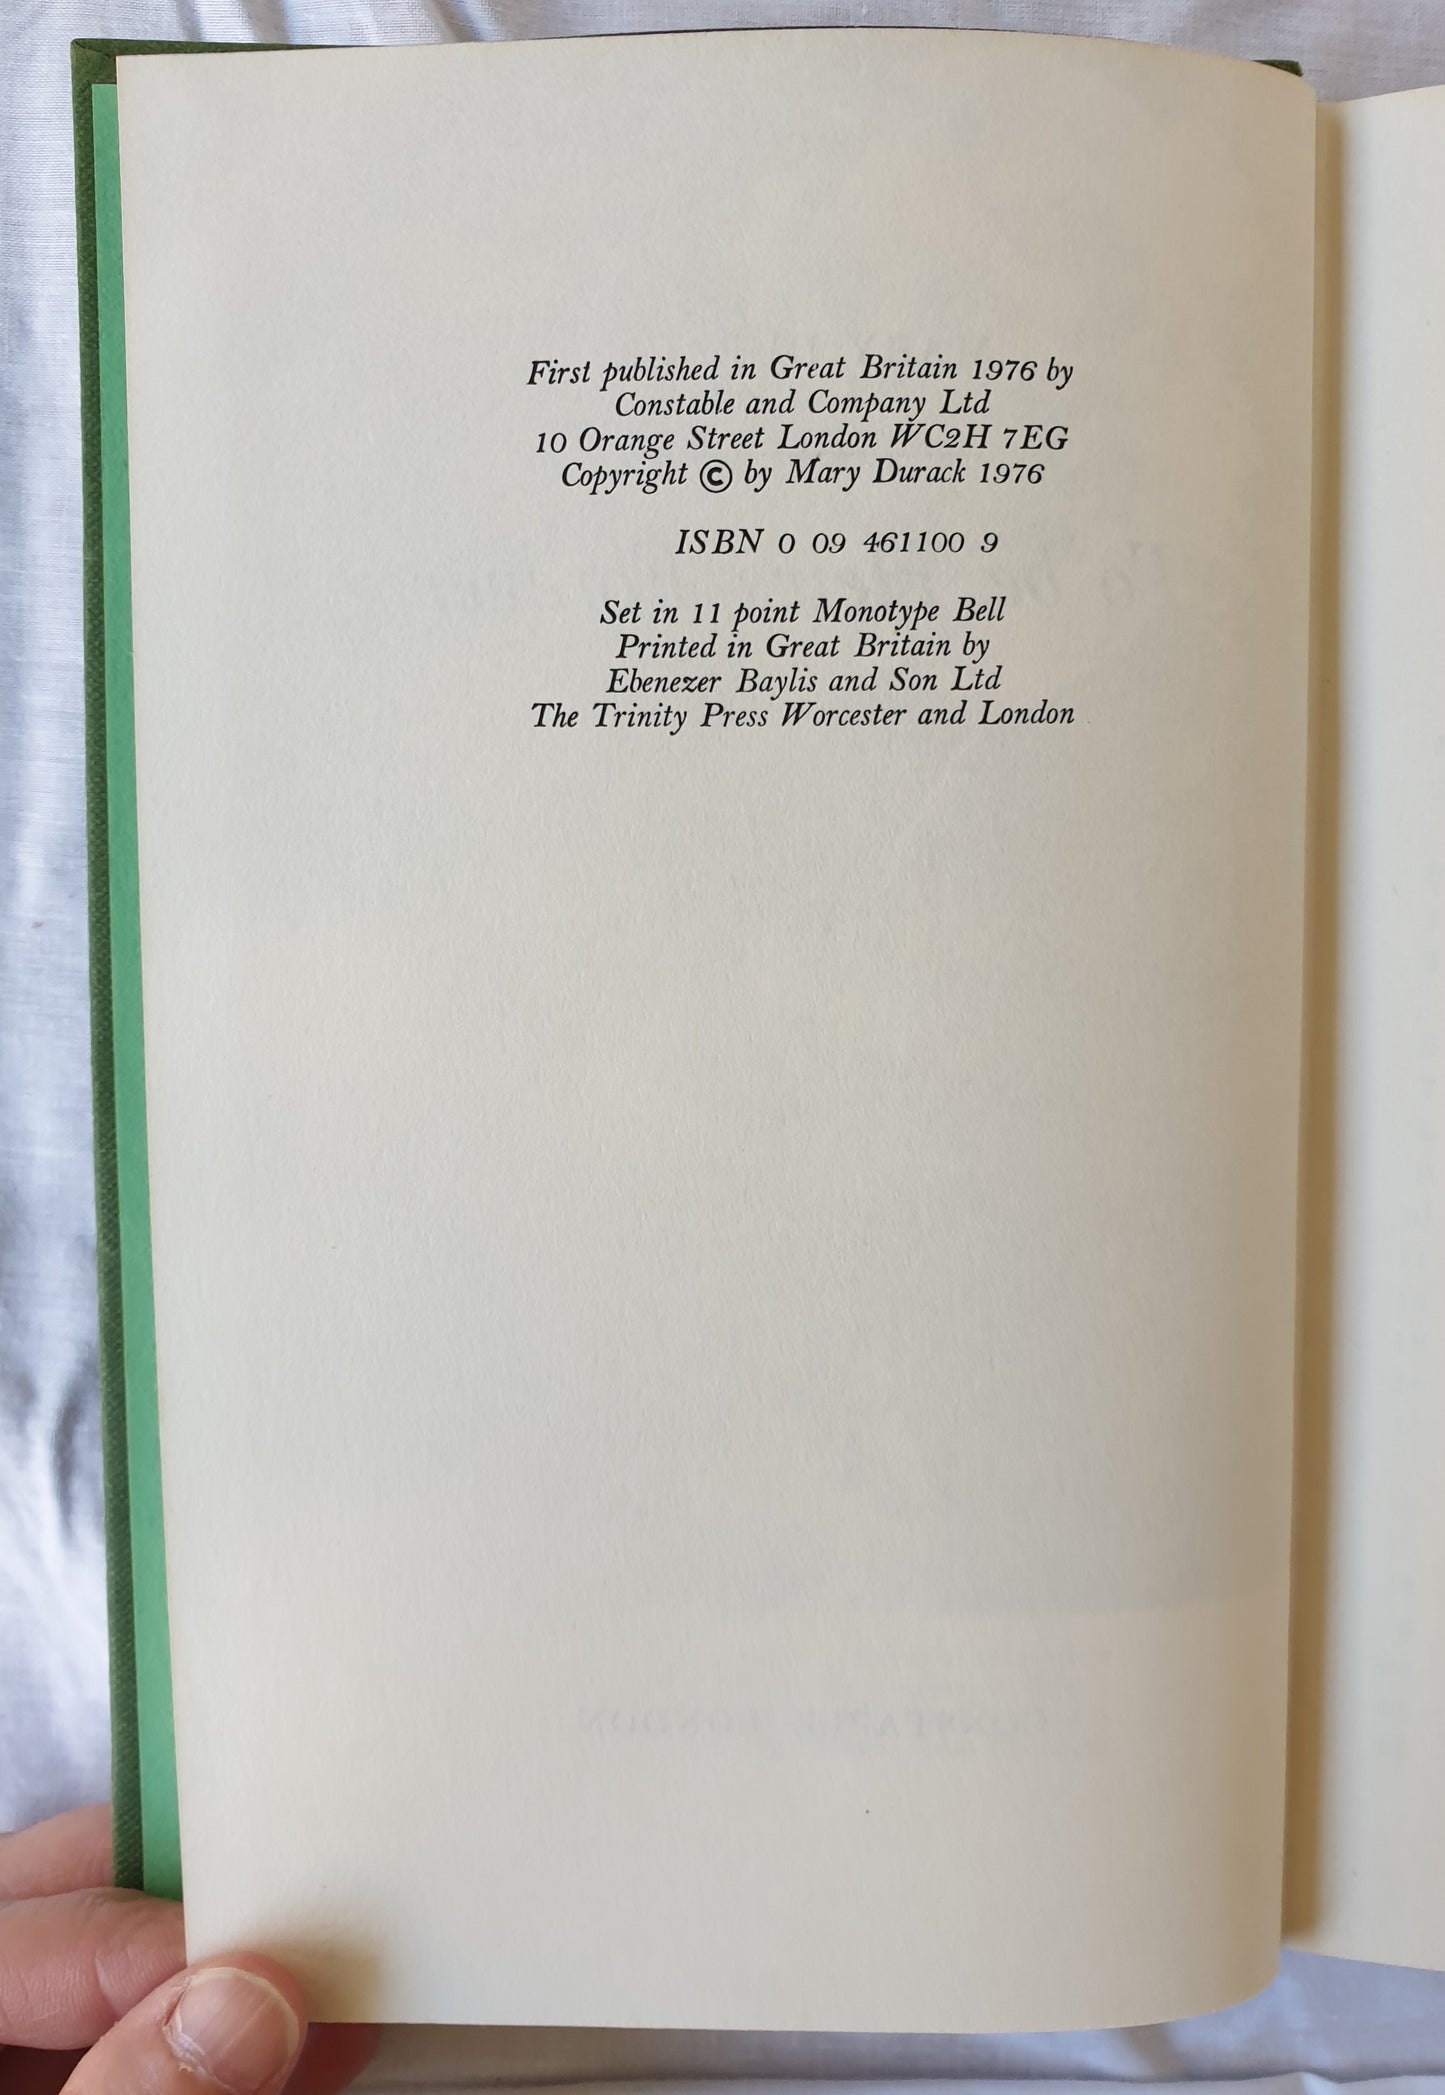 First published in Great Britain 1976 by
Constable and Company Ltd
10 Orange Street London WC2H 7EG
Copyright © by Mary Durack 1976
ISBN 0 09 461100 9
Set in 11 point Monotype Bell
Printed in Great Britain by
Ebenezer Baylis and Son Ltd
The Trinity Press Worcester and London